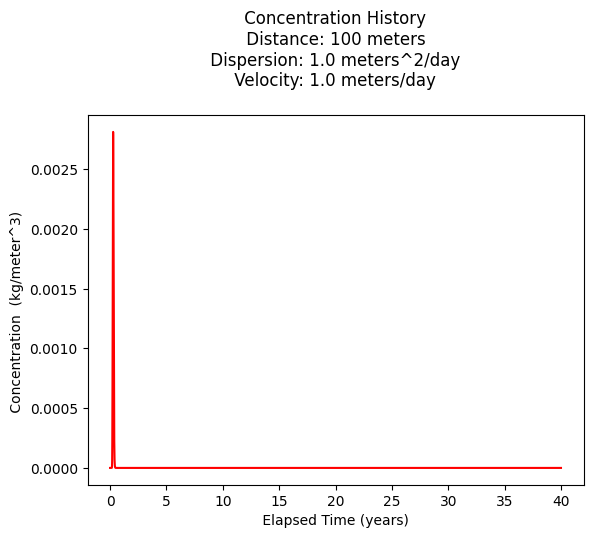 Concentration History
Distance: 100 meters
Dispersion: 1.0 meters^2/day
Velocity: 1.0 meters/day
0.0025
0.0020
0.0015
0.0010
0.0005
0.0000
Concentration  (kg/meter^3)
0 5 10 15 20 25 30 35 40
Elapsed Time (years)